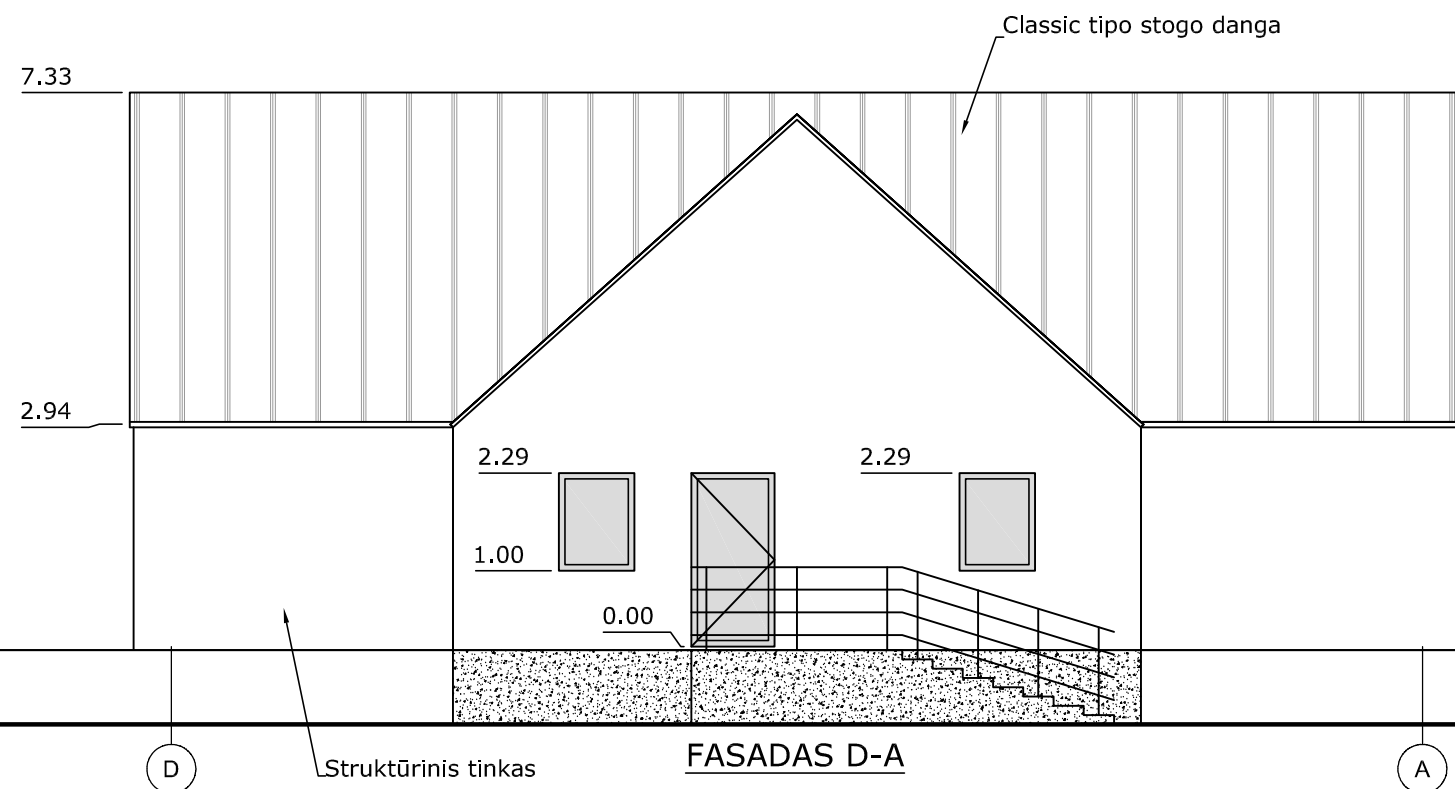 Classic tipo stogo danga
7.33
2.94
2.29
2.29
1.00
0.00
FASADAS D-A
D
Struktūrinis tinkas
A